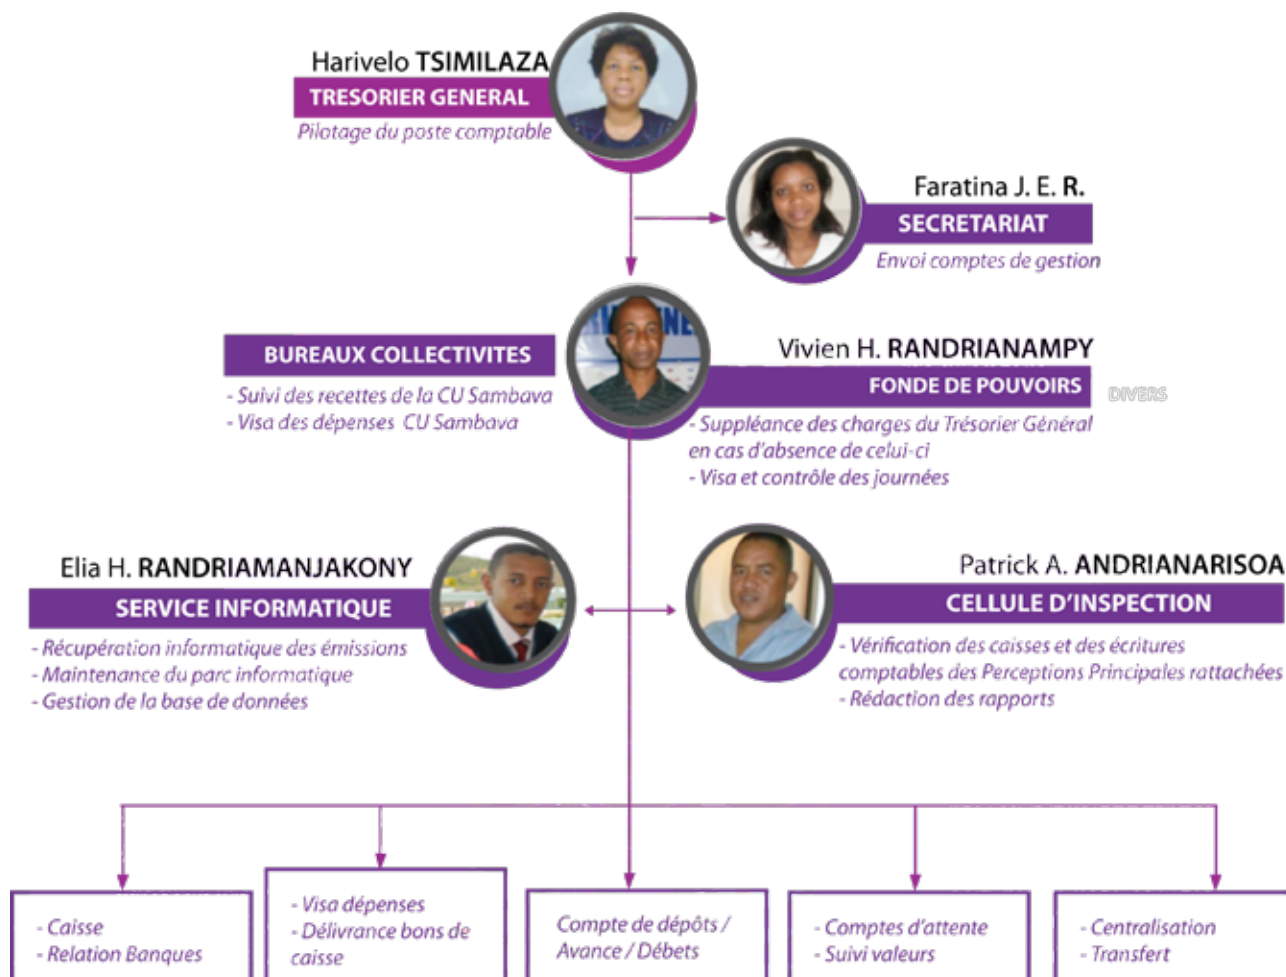 Harivelo TSIMILAZA
TRESORIER GENERAL
Pilotage du poste comptable
Faratina J. E. R.
SECRETARIAT
Envoi comptes de gestion
BUREAUX COLLECTIVITES
- Suivi des recettes de la CU Sambava
- Visa des dépenses CU Sambava
Vivien H. RANDRIANAMPY
FONDE DE POUVOIRS
DIVERS
- Suppléance des charges du Trésorier Général
en cas d'absence de celui-ci
- Visa et contrôle des journées
Elia H. RANDRIAMANJAKONY
SERVICE INFORMATIQUE
- Récupération informatique des émissions
- Maintenance du parc informatique
- Gestion de la base de données
Patrick A. ANDRIANARISOA
CELLULE D'INSPECTION
- Vérification des caisses et des écritures
comptables des Perceptions Principales rattachées
- Rédaction des rapports
- Caisse
- Relation Banques
- Visa dépenses
- Délivrance bons de
caisse
Compte de dépôts /
Avance / Débets
- Comptes d'attente
- Suivi valeurs
- Centralisation
- Transfert